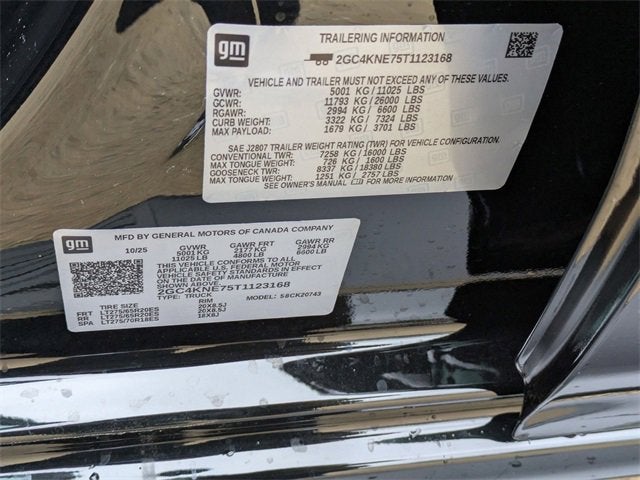 gm
TRAILERING INFORMATION
2GC4KNE75T1123168
VEHICLE AND TRAILER MUST NOT EXCEED ANY OF THESE VALUES.
GVWR: 5001 KG / 11025 LBS
GCWR: 11793 KG / 26000 LBS
RGAWR: 2994 KG / 6600 LBS
CURB WEIGHT: 3322 KG / 7324 LBS
MAX PAYLOAD: 1679 KG / 3701 LBS
SAE J2807 TRAILER WEIGHT RATING (TWR) FOR VEHICLE CONFIGURATION.
CONVENTIONAL TWR: 7258 KG / 16000 LBS
MAX TONGUE WEIGHT: 726 KG / 1600 LBS
GOOSENECK TWR: 8337 KG / 18380 LBS
MAX TONGUE WEIGHT: 1251 KG / 2757 LBS
SEE OWNER'S MANUAL FOR MORE INFORMATION
gm
MFD BY GENERAL MOTORS OF CANADA COMPANY
10/25 GVWR GAWR FRT GAWR RR
5001 KG 2177 KG 2994 KG
11025 LB 4800 LB 6600 LB
THIS VEHICLE CONFORMS TO ALL
APPLICABLE U.S. FEDERAL MOTOR
VEHICLE SAFETY STANDARDS IN EFFECT
ON THE DATE OF MANUFACTURE
SHOWN ABOVE.
2GC4KNE75T1123168
TYPE: TRUCK MODEL: S8CK20743
TIRE SIZE RIM
FRT LT275/65R20ES 20X8.5J
RR LT275/65R20ES 20X8.5J
SPA LT275/70R18ES 18X8J